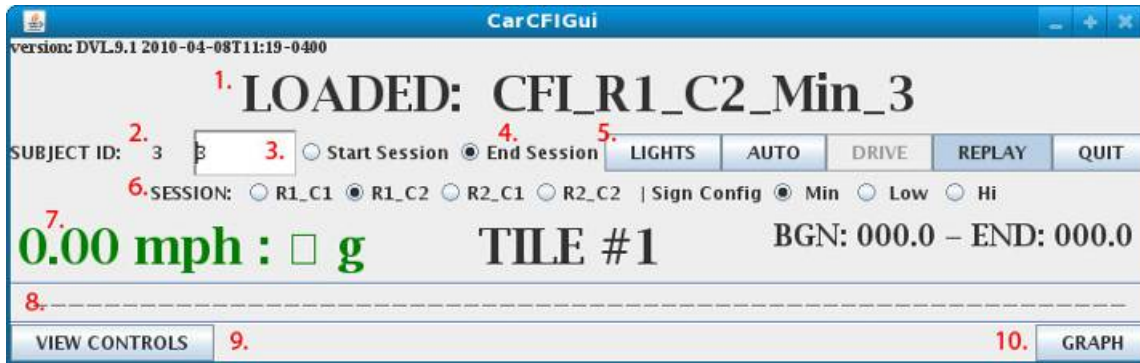 CarCFIGui
version: DVL.9.1 2010-04-08T11:19-0400
1. LOADED: CFI_R1_C2_Min_3
SUBJECT ID: 2. 3 3 3. Start Session 4. End Session 5. LIGHTS AUTO DRIVE REPLAY QUIT
6. SESSION: R1_C1 R1_C2 R2_C1 R2_C2 | Sign Config Min Low Hi
7. 0.00 mph : □ g TILE #1 BGN: 000.0 – END: 000.0
8.
VIEW CONTROLS 9. 10. GRAPH